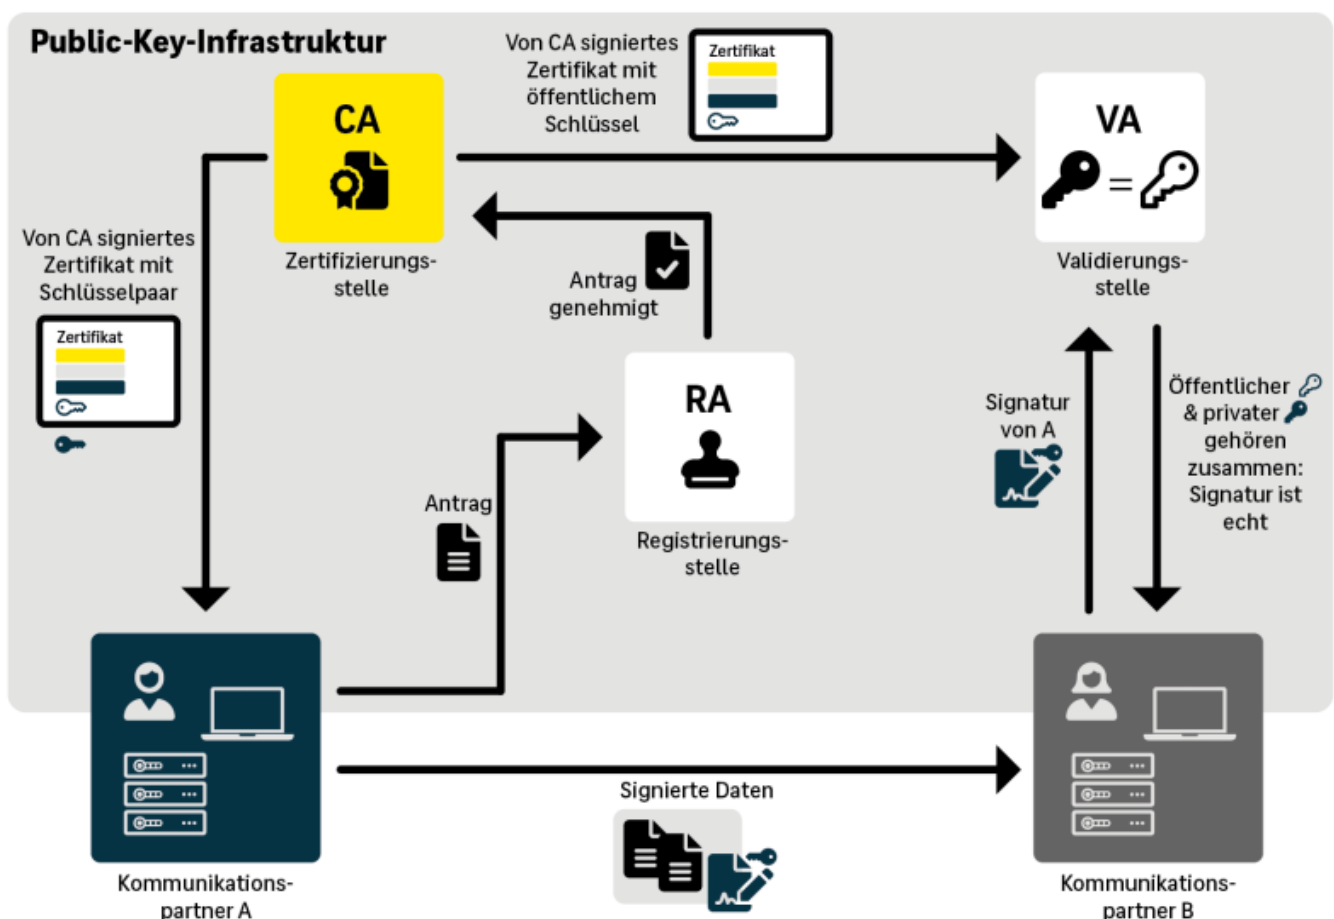 Public-Key-Infrastruktur
Von CA signiertes
Zertifikat mit
öffentlichem
Schlüssel
Zertifikat
CA
Zertifizierungs-
stelle
VA
=
Validierungs-
stelle
Von CA signiertes
Zertifikat mit
Schlüsselpaar
Zertifikat
Antrag
genehmigt
RA
Registrierungs-
stelle
Antrag
Signatur
von A
Öffentlicher
& privater
gehören
zusammen:
Signatur ist
echt
Signierte Daten
Kommunikations-
partner A
Kommunikations-
partner B